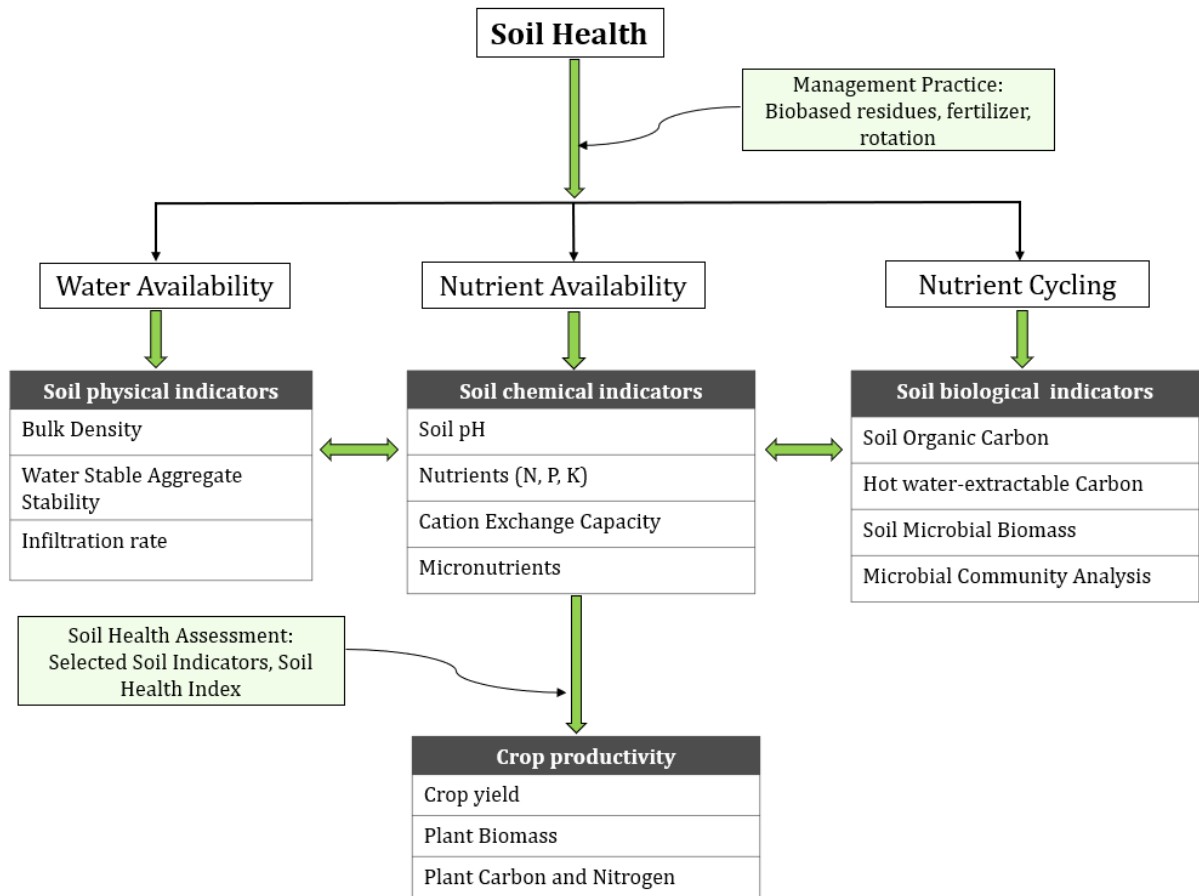 Soil Health
Management Practice:
Biobased residues, fertilizer,
rotation
Water Availability
Nutrient Availability
Nutrient Cycling
Soil physical indicators
Bulk Density
Water Stable Aggregate
Stability
Infiltration rate
Soil chemical indicators
Soil pH
Nutrients (N, P, K)
Cation Exchange Capacity
Micronutrients
Soil biological indicators
Soil Organic Carbon
Hot water-extractable Carbon
Soil Microbial Biomass
Microbial Community Analysis
Soil Health Assessment:
Selected Soil Indicators, Soil
Health Index
Crop productivity
Crop yield
Plant Biomass
Plant Carbon and Nitrogen